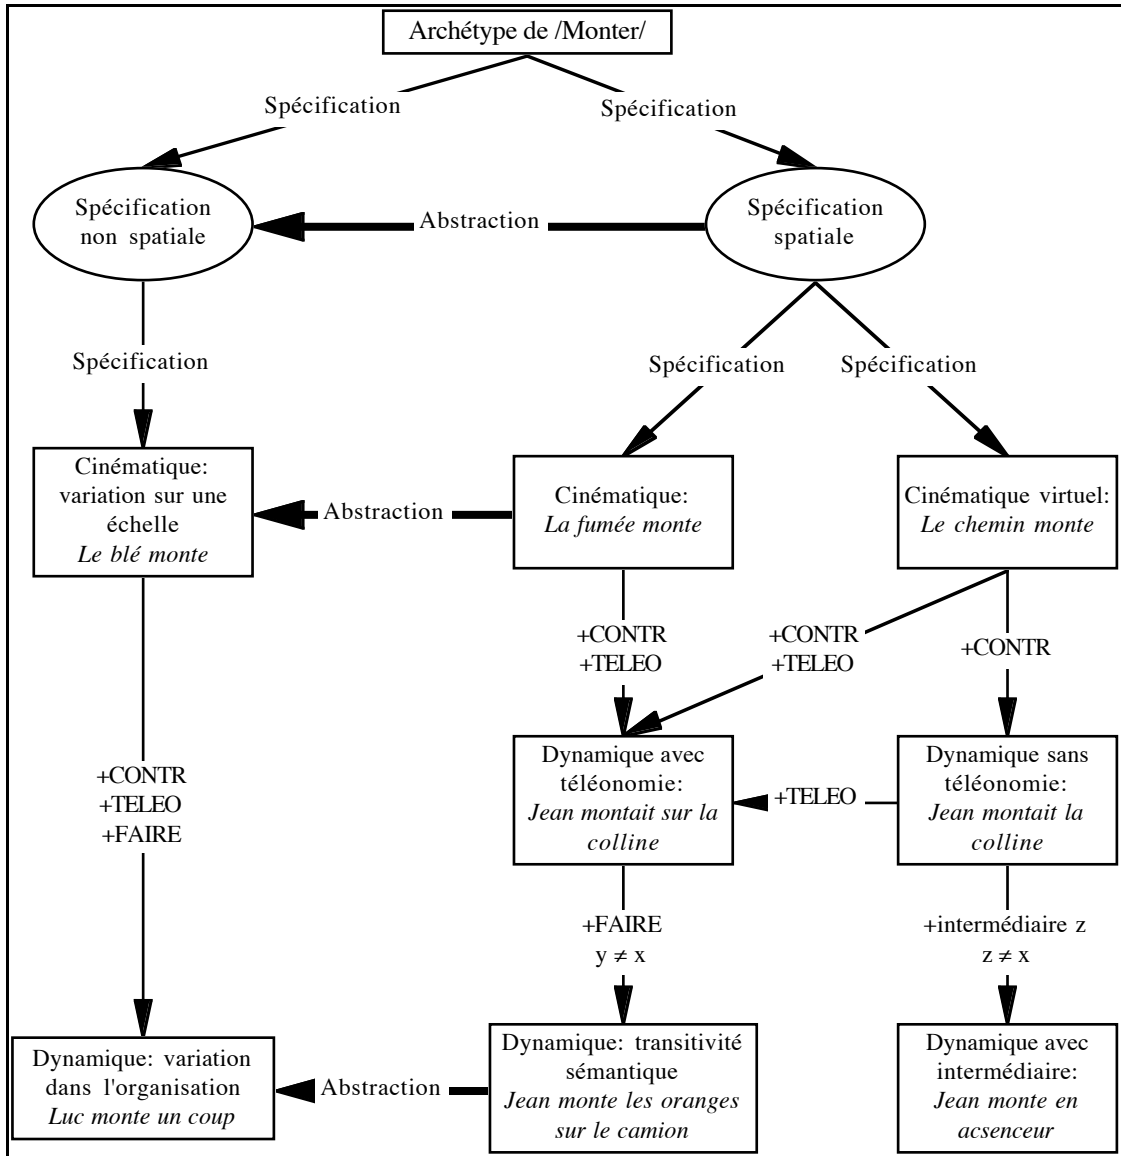 Archétype de /Monter/
Spécification
Spécification
Spécification
non spatiale
Abstraction
Spécification
spatiale
Spécification
Spécification
Spécification
Cinématique:
variation sur une
échelle
Le blé monte
Abstraction
Cinématique:
La fumée monte
Cinématique virtuel:
Le chemin monte
+CONTR
+TELEO
+CONTR
+TELEO
+CONTR
+CONTR
+TELEO
+FAIRE
Dynamique avec
téléonomie:
Jean montait sur la
colline
+TELEO
Dynamique sans
téléonomie:
Jean montait la
colline
+FAIRE
y ≠ x
+intermédiaire z
z ≠ x
Dynamique: variation
dans l'organisation
Luc monte un coup
Abstraction
Dynamique: transitivité
sémantique
Jean monte les oranges
sur le camion
Dynamique avec
intermédiaire:
Jean monte en
acsenceur